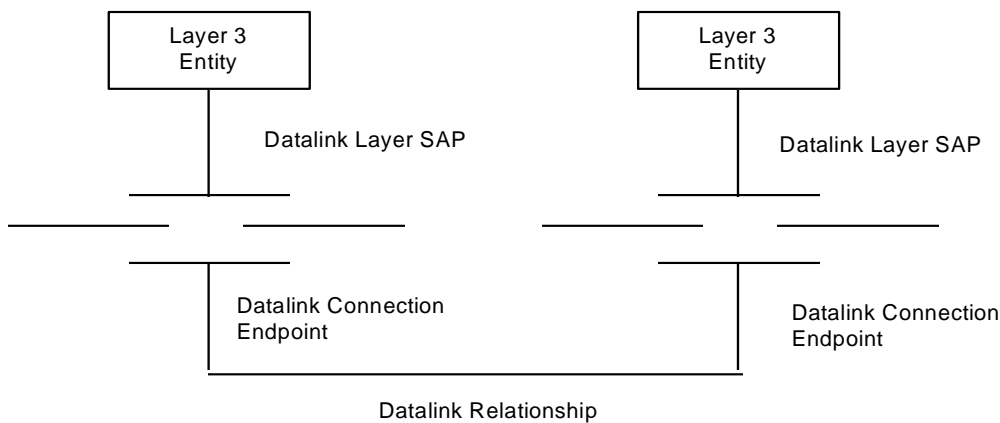 Layer 3
Entity
Layer 3
Entity
Datalink Layer SAP
Datalink Layer SAP
Datalink Connection
Endpoint
Datalink Connection
Endpoint
Datalink Relationship